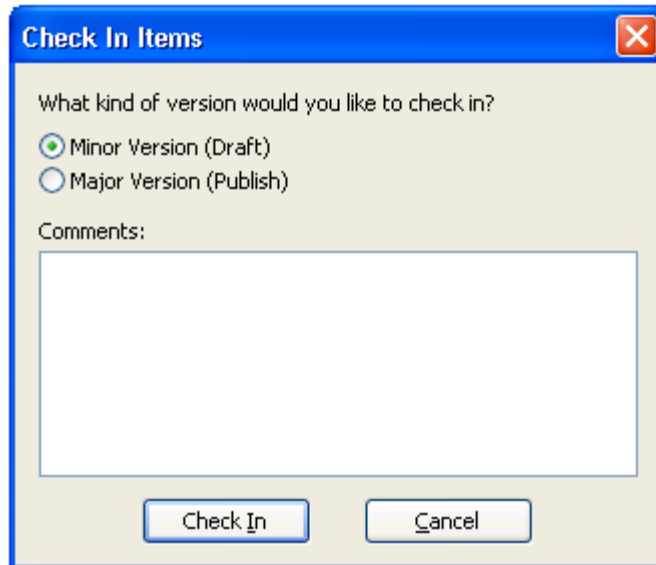 Check In Items
What kind of version would you like to check in?
Minor Version (Draft)
Major Version (Publish)
Comments:
Check In
Cancel